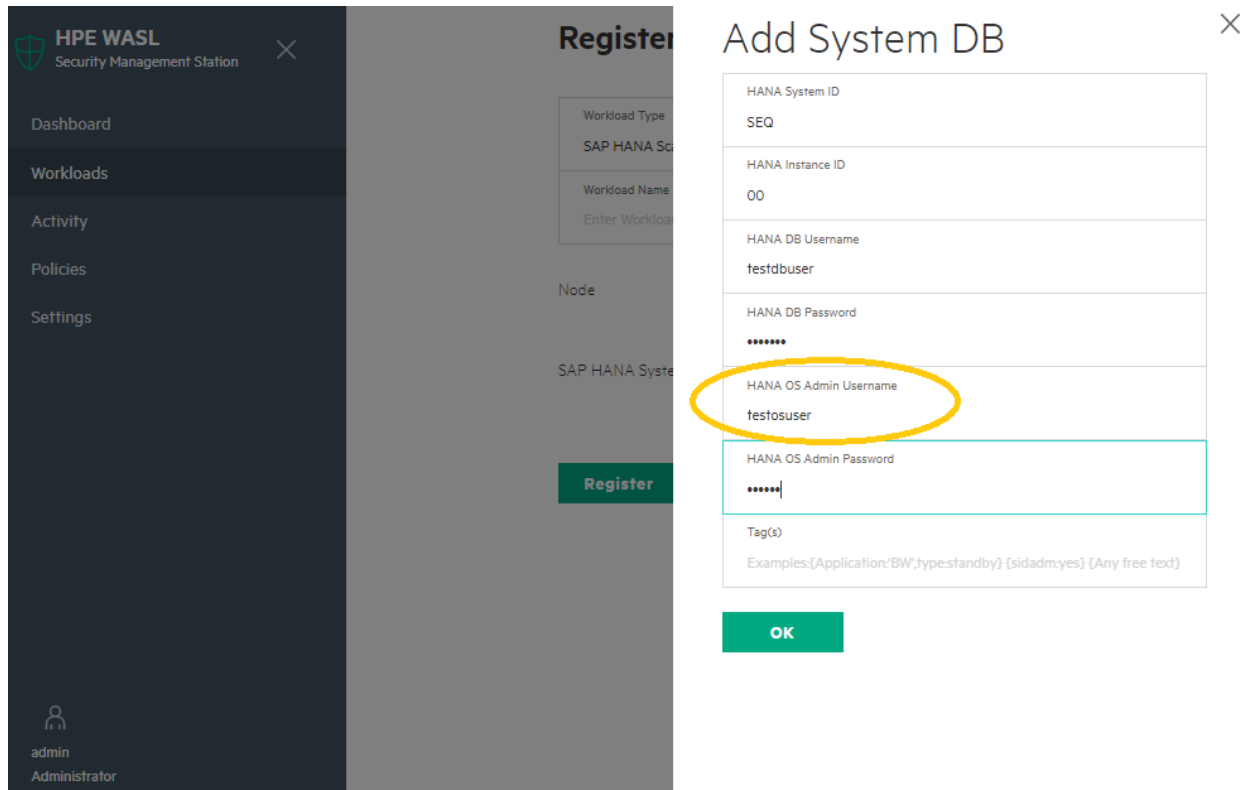 HPE WASL
Security Management Station
Dashboard
Workloads
Activity
Policies
Settings
admin
Administrator
Register
Workload Type
SAP HANA
Workload Name
Enter
Node
SAP HANA
Register
Add System DB
HANA System ID
SEQ
HANA Instance ID
00
HANA DB Username
testdbuser
HANA DB Password
•••••••
HANA OS Admin Username
testosuser
HANA OS Admin Password
••••••
Tag(s)
Examples:{Application:'BW',type:standby} {sidadm:yes} {Any free text}
OK